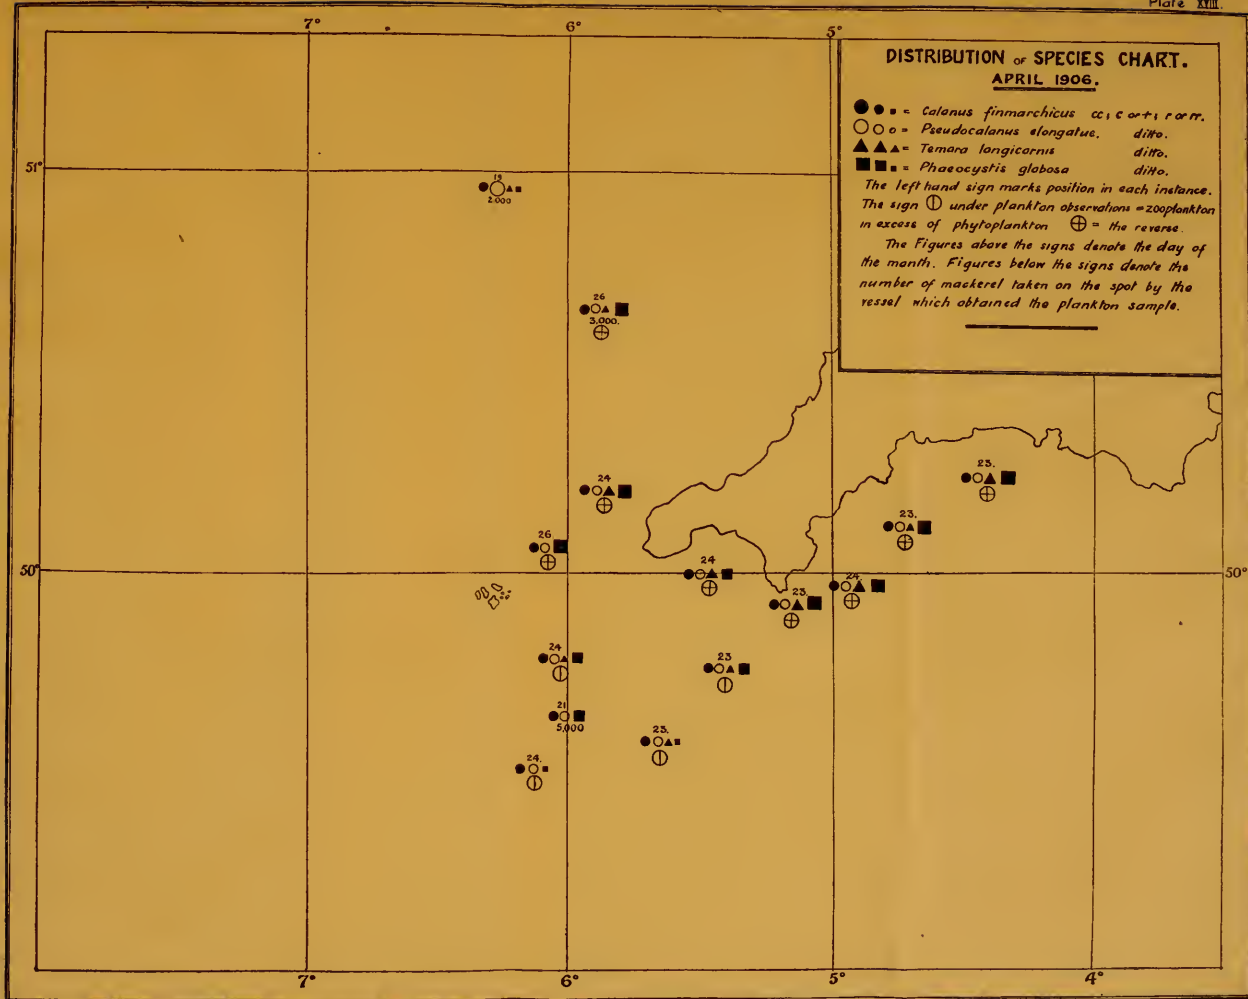 Plate XVIII.
7° 6° 5°
DISTRIBUTION OF SPECIES CHART.
APRIL 1906.
= Calanus finmarchicus cc; c or +; r or rr.
= Pseudocalanus elongatus. ditto.
= Temora longicornis ditto.
= Phaeocystis globosa ditto.
The left hand sign marks position in each instance.
The sign under plankton observations = zooplankton
in excess of phytoplankton = the reverse.
The Figures above the signs denote the day of
the month. Figures below the signs denote the
number of mackerel taken on the spot by the
vessel which obtained the plankton sample.
51°
19
2.000
26
3,000.
24
23.
23.
26
24
24.
23.
50° 50°
24
23
21
5,000
23.
24.
7° 6° 5° 4°